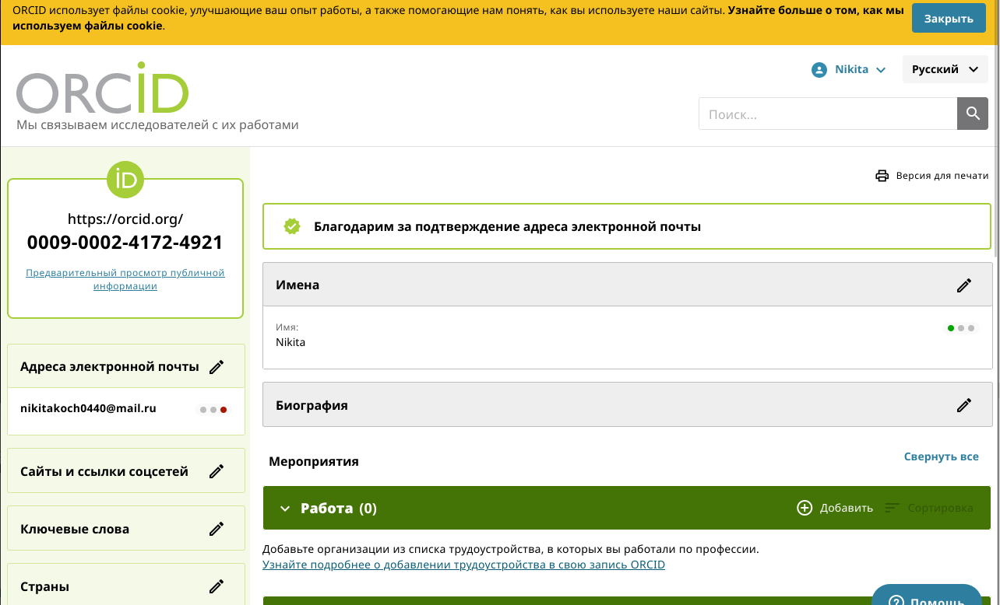 ORCID использует файлы cookie, улучшающие ваш опыт работы, а также помогающие нам понять, как вы используете наши сайты. Узнайте больше о том, как мы
используем файлы cookie.
Закрыть
ORCiD
Мы связываем исследователей с их работами
Nikita
Русский
Поиск...
Версия для печати
iD
https://orcid.org/
0009-0002-4172-4921
Предварительный просмотр публичной
информации
Адреса электронной почты
nikitakoch0440@mail.ru
Сайты и ссылки соцсетей
Ключевые слова
Страны
Благодарим за подтверждение адреса электронной почты
Имена
Имя:
Nikita
Биография
Мероприятия
Свернуть все
Работа (0)
Добавить
Сортировка
Добавьте организации из списка трудоустройства, в которых вы работали по профессии.
Узнайте подробнее о добавлении трудоустройства в свою запись ORCID
Помощь